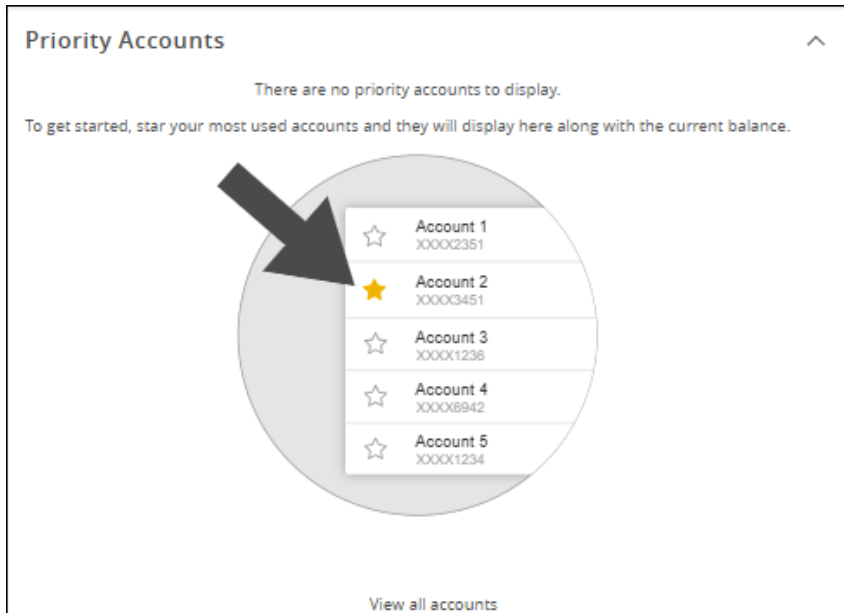 Priority Accounts
There are no priority accounts to display.
To get started, star your most used accounts and they will display here along with the current balance.
Account 1
XXXX2351
Account 2
XXXX3451
Account 3
XXXX1236
Account 4
XXXX6942
Account 5
XXXX1234
View all accounts